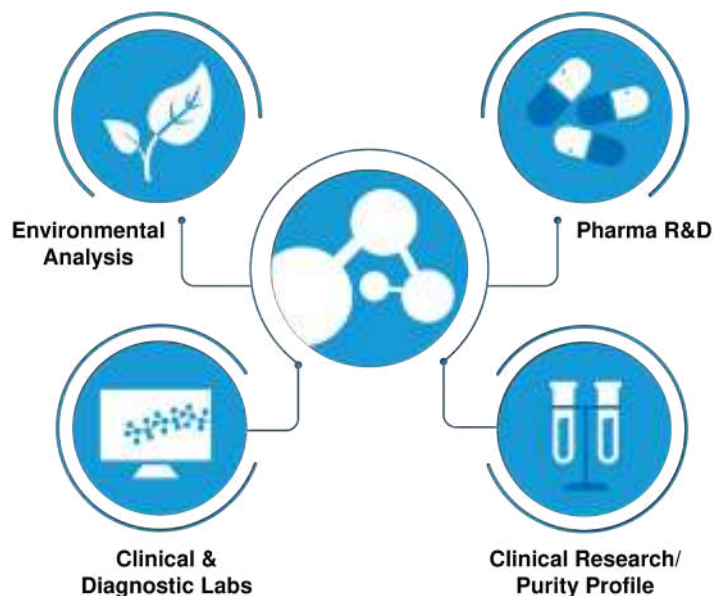 Environmental
Analysis
Pharma R&D
Clinical &
Diagnostic Labs
Clinical Research/
Purity Profile